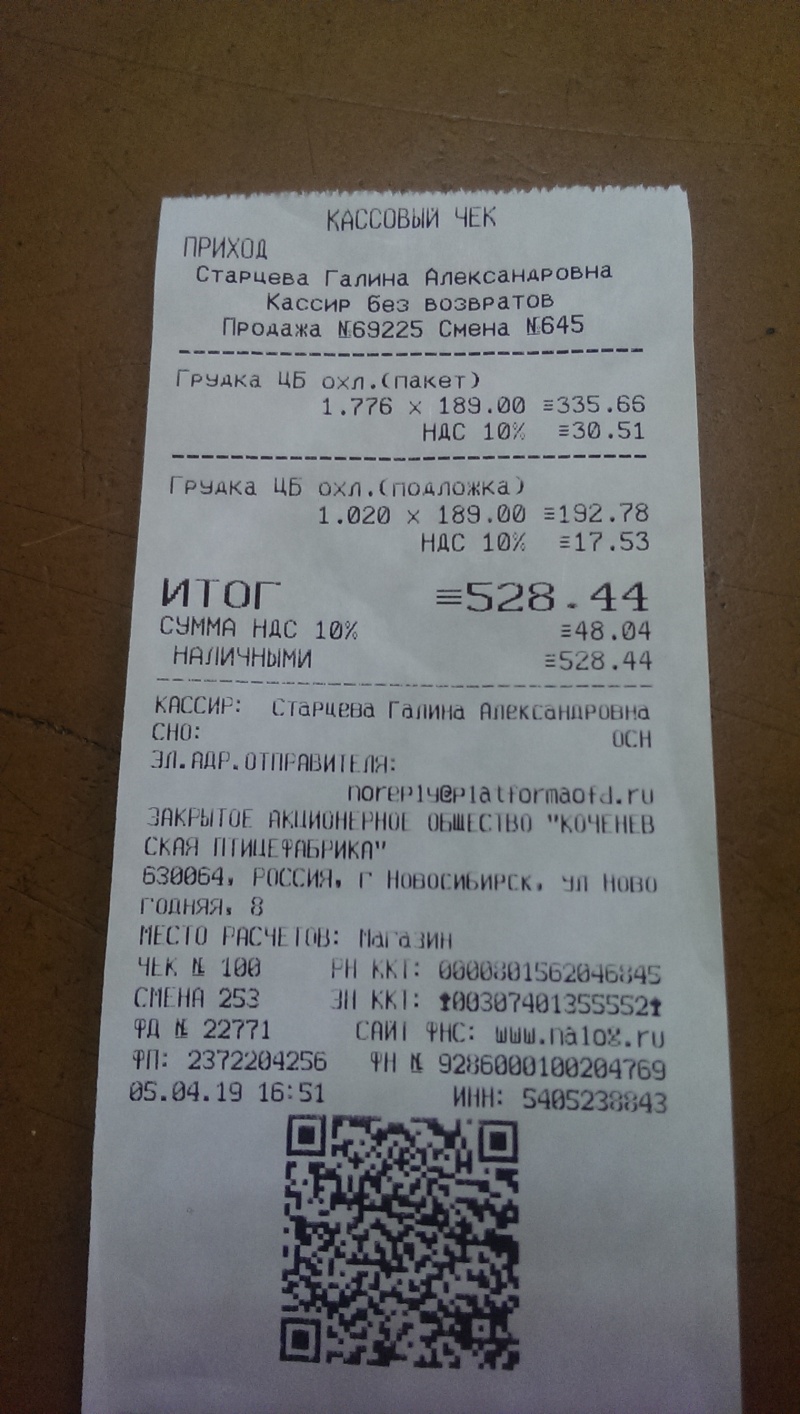 КАССОВЫЙ ЧЕК
ПРИХОД
Старцева Галина Александровна
Кассир без возвратов
Продажа №69225 Смена №645
Грудка ЦБ охл.(пакет)
1.776 × 189.00 ≡335.66
НДС 10% ≡30.51
Грудка ЦБ охл.(подложка)
1.020 × 189.00 ≡192.78
НДС 10% ≡17.53
ИТОГ ≡528.44
СУММА НДС 10% ≡48.04
НАЛИЧНЫМИ ≡528.44
КАССИР: Старцева Галина Александровна
СНО: ОСН
ЭЛ.АДР.ОТПРАВИТЕЛЯ:
noreply@platformaofd.ru
ЗАКРЫТОЕ АКЦИОНЕРНОЕ ОБЩЕСТВО "КОЧЕНЕВ
СКАЯ ПТИЦЕФАБРИКА"
630064, РОССИЯ, Г НОВОСИБИРСК, УЛ НОВО
ГОДНЯЯ, 8
МЕСТО РАСЧЕТОВ: Магазин
ЧЕК № 100 РН ККТ: 0000801562046845
СМЕНА 253 ЗН ККТ: ↑00307401355552↑
ФД № 22771 САЙТ ФНС: www.nalog.ru
ФП: 2372204256 ФН № 9286000100204769
05.04.19 16:51 ИНН: 5405238843